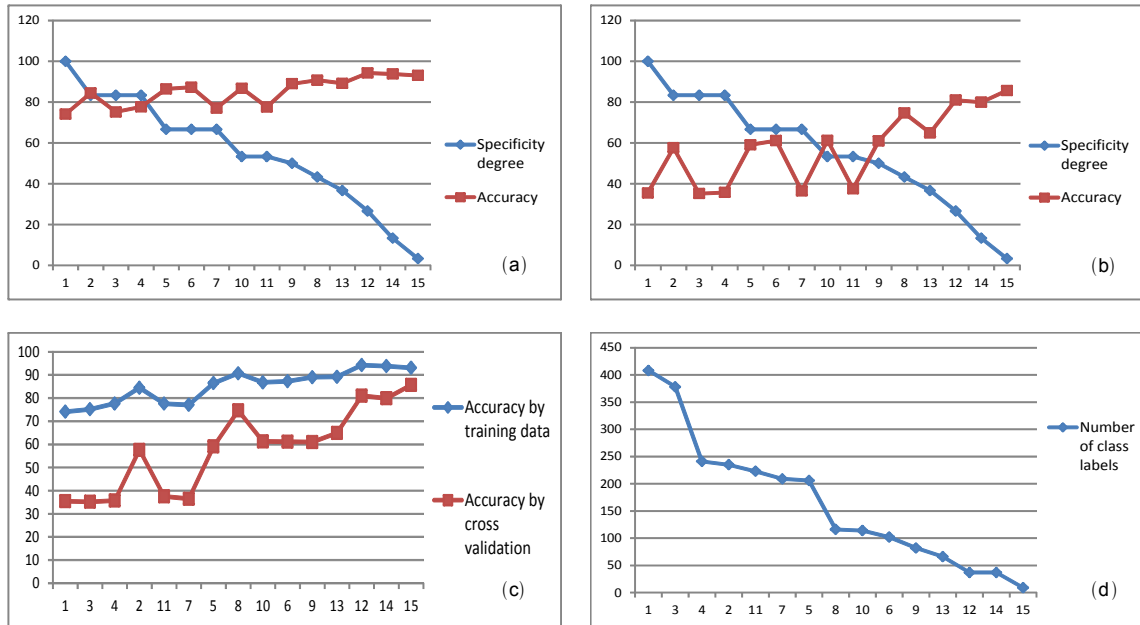 120
100
80
60
40
20
0
1 2 3 4 5 6 7 10 11 9 8 13 12 14 15
Specificity
degree
Accuracy
(a)
120
100
80
60
40
20
0
1 2 3 4 5 6 7 10 11 9 8 13 12 14 15
Specificity
degree
Accuracy
(b)
100
90
80
70
60
50
40
30
20
10
0
1 3 4 2 11 7 5 8 10 6 9 13 12 14 15
Accuracy by
training data
Accuracy by
cross
validation
(c)
450
400
350
300
250
200
150
100
50
0
1 3 4 2 11 7 5 8 10 6 9 13 12 14 15
Number
of class
labels
(d)